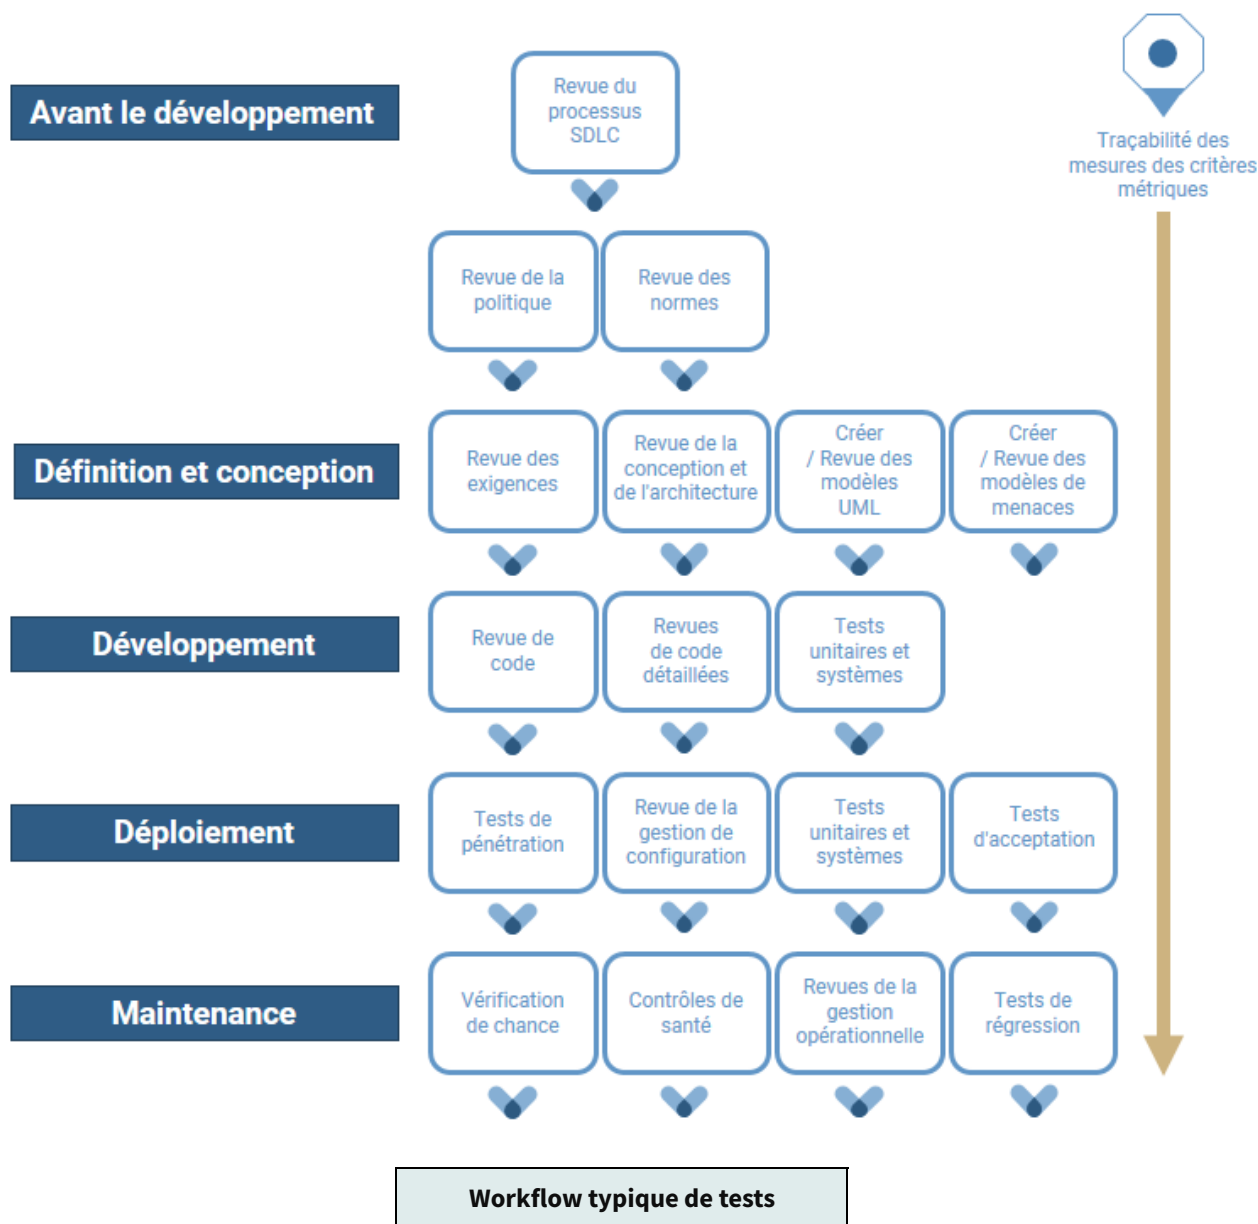 Avant le développement
Revue du
processus
SDLC
Traçabilité des
mesures des critères
métriques
Revue de la
politique
Revue des
normes
Définition et conception
Revue des
exigences
Revue de la
conception et
de l'architecture
Créer
/ Revue des
modèles
UML
Créer
/ Revue des
modèles de
menaces
Développement
Revue de
code
Revues
de code
détaillées
Tests
unitaires et
systèmes
Déploiement
Tests de
pénétration
Revue de la
gestion de
configuration
Tests
unitaires et
systèmes
Tests
d'acceptation
Maintenance
Vérification
de chance
Contrôles de
santé
Revues de la
gestion
opérationnelle
Tests de
régression
Workflow typique de tests